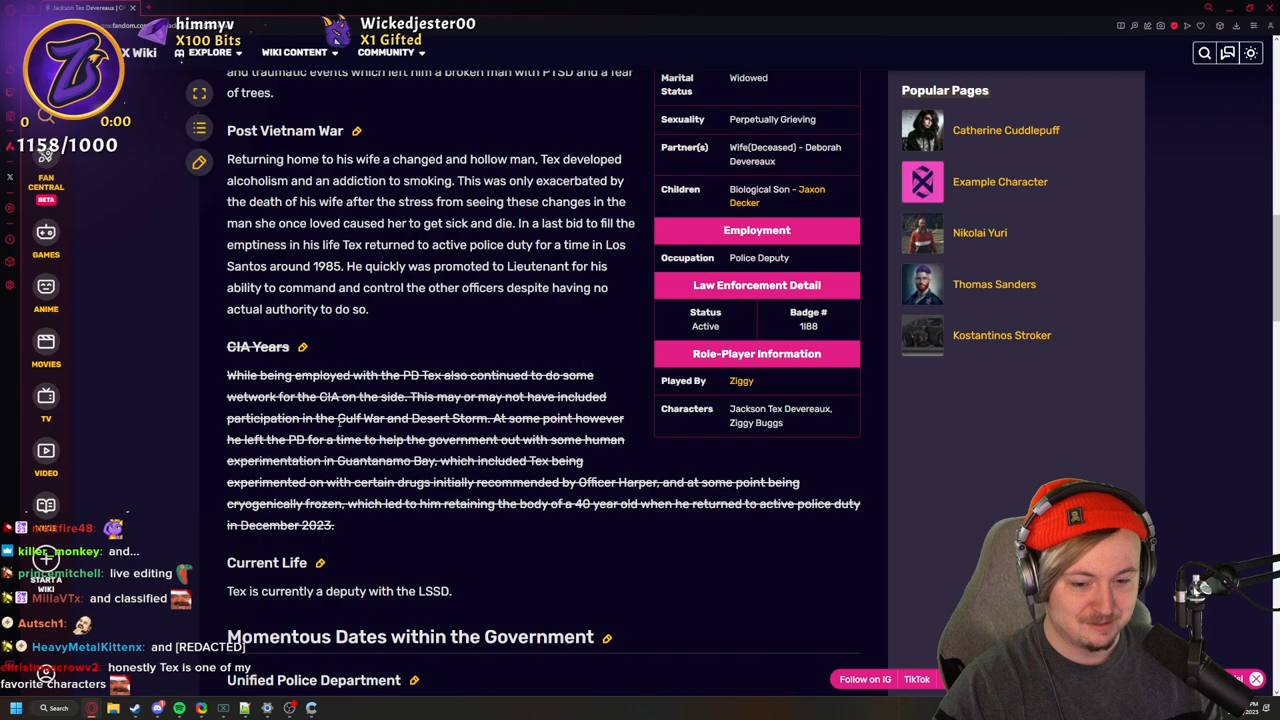 Jackson Tex Devereaux | C
himmyv
X100 Bits
Wickedjester00
X1 Gifted
nx.fandom.com
X Wiki
EXPLORE
WIKI CONTENT
COMMUNITY
0
0:00
1158/1000
FAN CENTRAL
BETA
GAMES
ANIME
MOVIES
TV
VIDEO
START A WIKI
and traumatic events which left him a broken man with PTSD and a fear
of trees.
Post Vietnam War
Returning home to his wife a changed and hollow man, Tex developed
alcoholism and an addiction to smoking. This was only exacerbated by
the death of his wife after the stress from seeing these changes in the
man she once loved caused her to get sick and die. In a last bid to fill the
emptiness in his life Tex returned to active police duty for a time in Los
Santos around 1985. He quickly was promoted to Lieutenant for his
ability to command and control the other officers despite having no
actual authority to do so.
CIA Years
While being employed with the PD Tex also continued to do some
wetwork for the CIA on the side. This may or may not have included
participation in the Gulf War and Desert Storm. At some point however
he left the PD for a time to help the government out with some human
experimentation in Guantanamo Bay, which included Tex being
experimented on with certain drugs initially recommended by Officer Harper, and at some point being
cryogenically frozen, which led to him retaining the body of a 40 year old when he returned to active police duty
in December 2023.
Current Life
Tex is currently a deputy with the LSSD.
Momentous Dates within the Government
Unified Police Department
Marital Status
Widowed
Sexuality
Perpetually Grieving
Partner(s)
Wife(Deceased) - Deborah
Devereaux
Children
Biological Son - Jaxon
Decker
Employment
Occupation
Police Deputy
Law Enforcement Detail
Status
Active
Badge #
1188
Role-Player Information
Played By
Ziggy
Characters
Jackson Tex Devereaux,
Ziggy Buggs
Popular Pages
Catherine Cuddlepuff
Example Character
Nikolai Yuri
Thomas Sanders
Kostantinos Stroker
killer_monkey: and...
princemitchell: live editing
MillaVTx: and classified
Autsch1:
HeavyMetalKittenx: and [REDACTED]
christmascrowv2: honestly Tex is one of my
favorite characters
Follow on IG
TikTok
Search